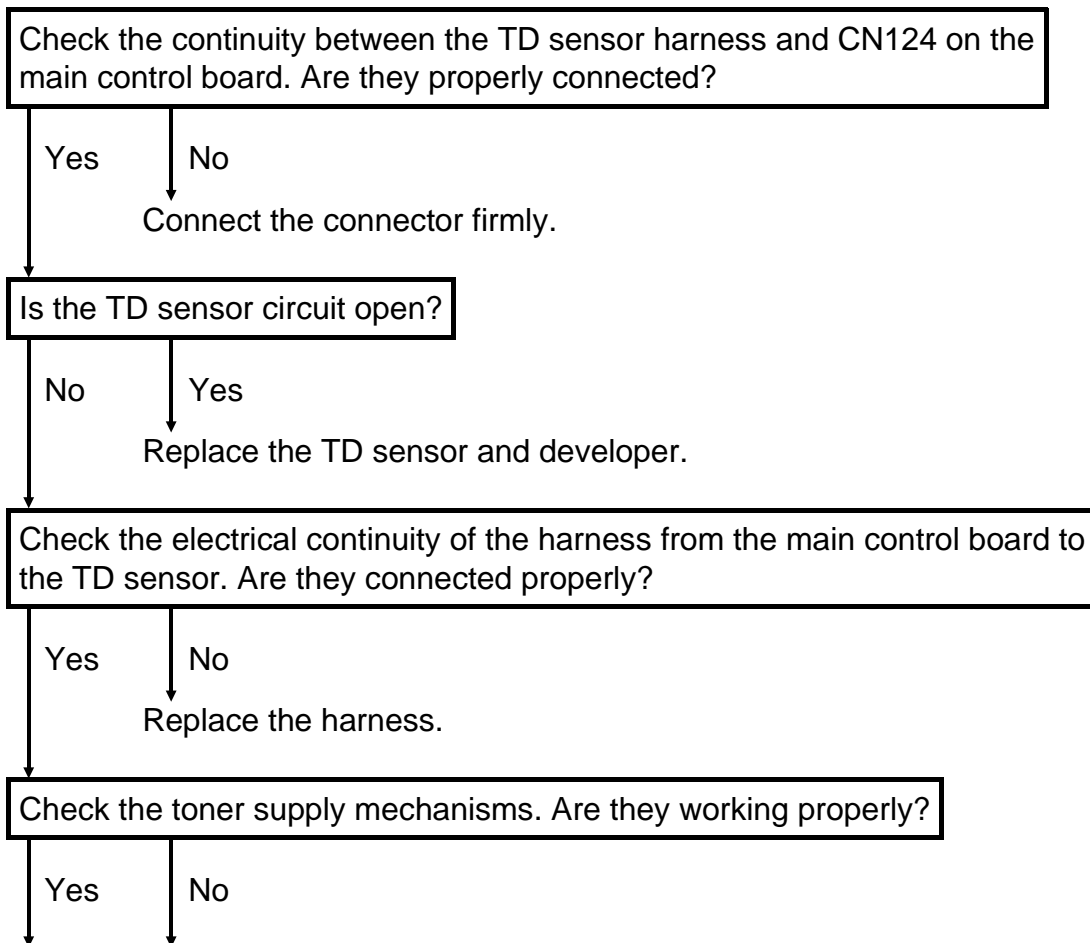 Check the continuity between the TD sensor harness and CN124 on the
main control board. Are they properly connected?
Yes No
Connect the connector firmly.
Is the TD sensor circuit open?
No Yes
Replace the TD sensor and developer.
Check the electrical continuity of the harness from the main control board to
the TD sensor. Are they connected properly?
Yes No
Replace the harness.
Check the toner supply mechanisms. Are they working properly?
Yes No